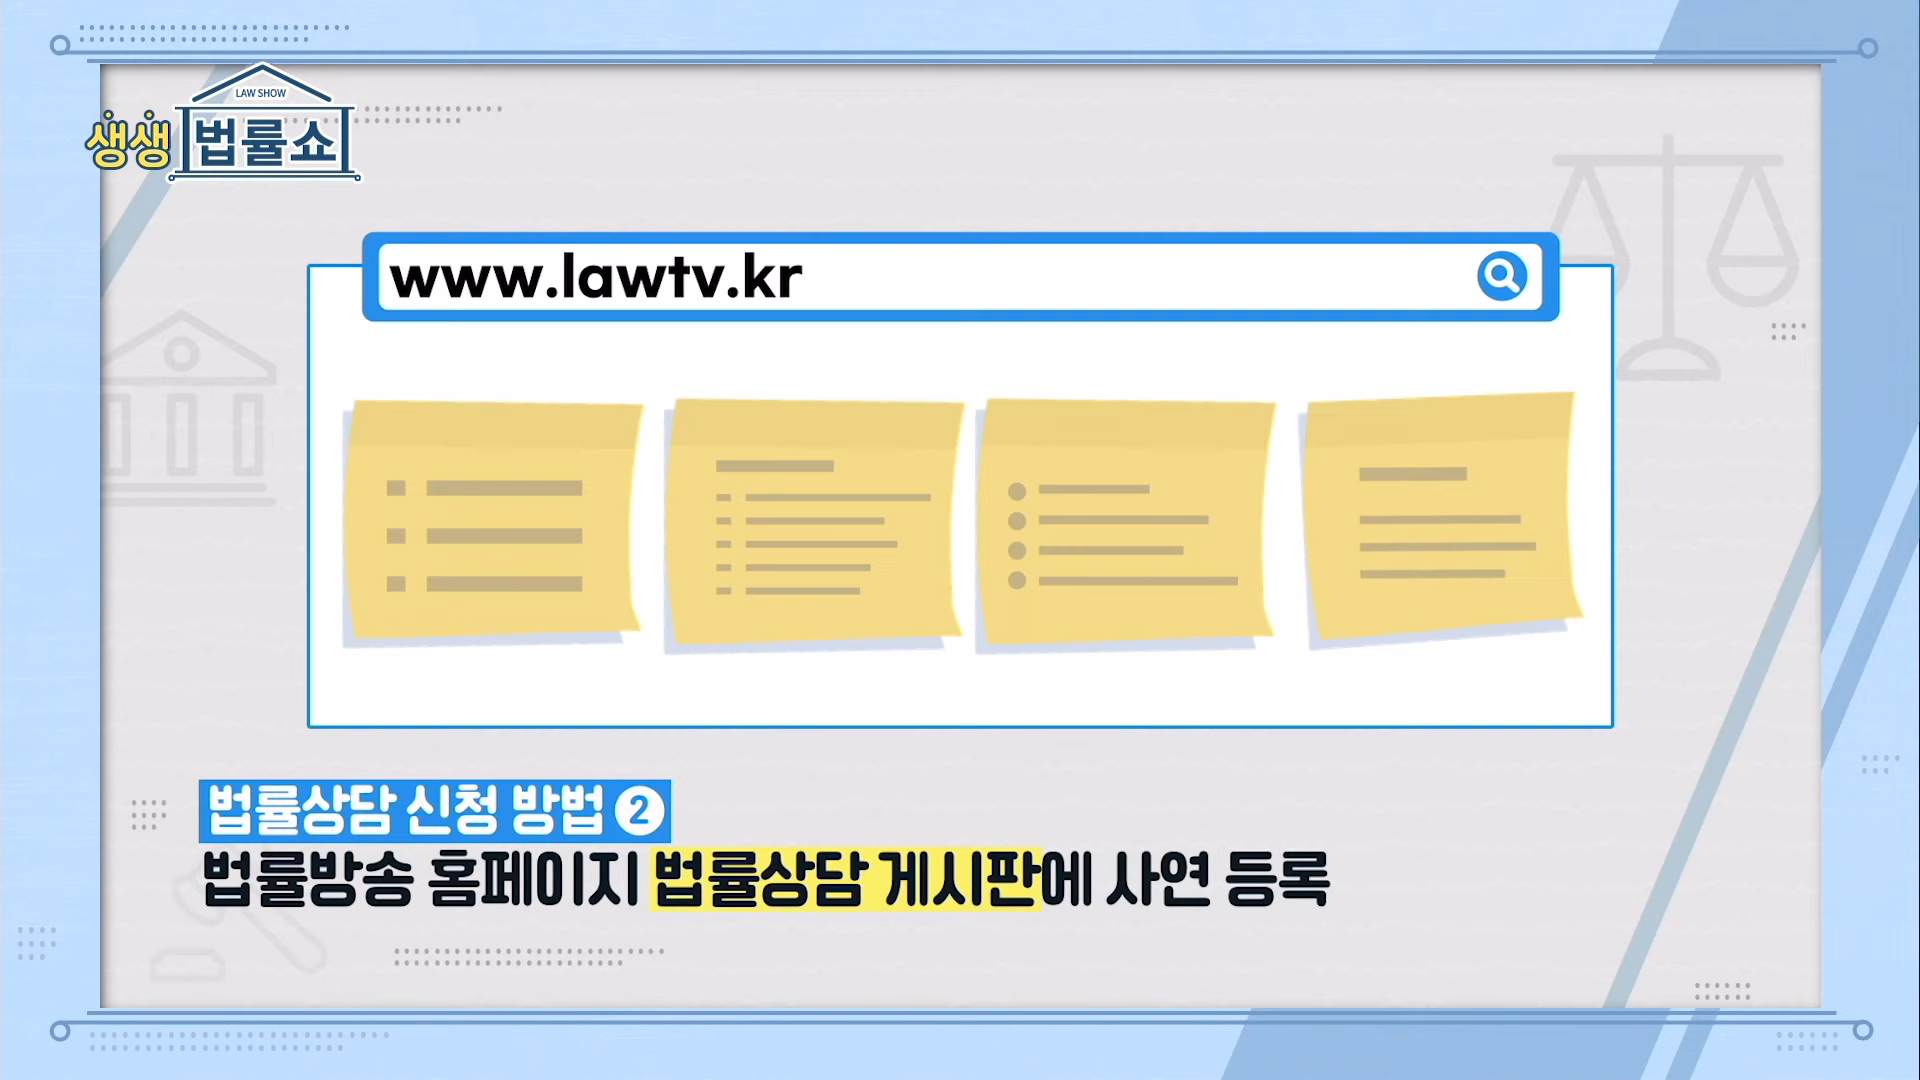 LAW SHOW
생생 법률쇼
www.lawtv.kr
법률상담 신청 방법 2
법률방송 홈페이지 법률상담 게시판에 사연 등록